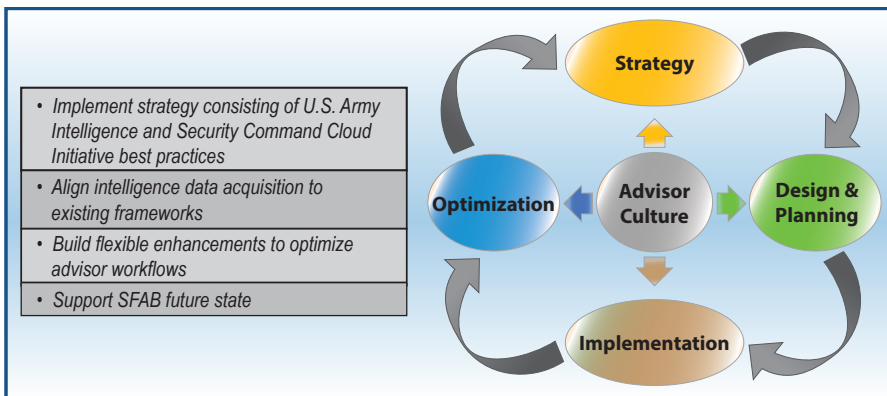 • Implement strategy consisting of U.S. Army
Intelligence and Security Command Cloud
Initiative best practices
• Align intelligence data acquisition to
existing frameworks
• Build flexible enhancements to optimize
advisor workflows
• Support SFAB future state
Strategy
Optimization
Advisor
Culture
Design &
Planning
Implementation